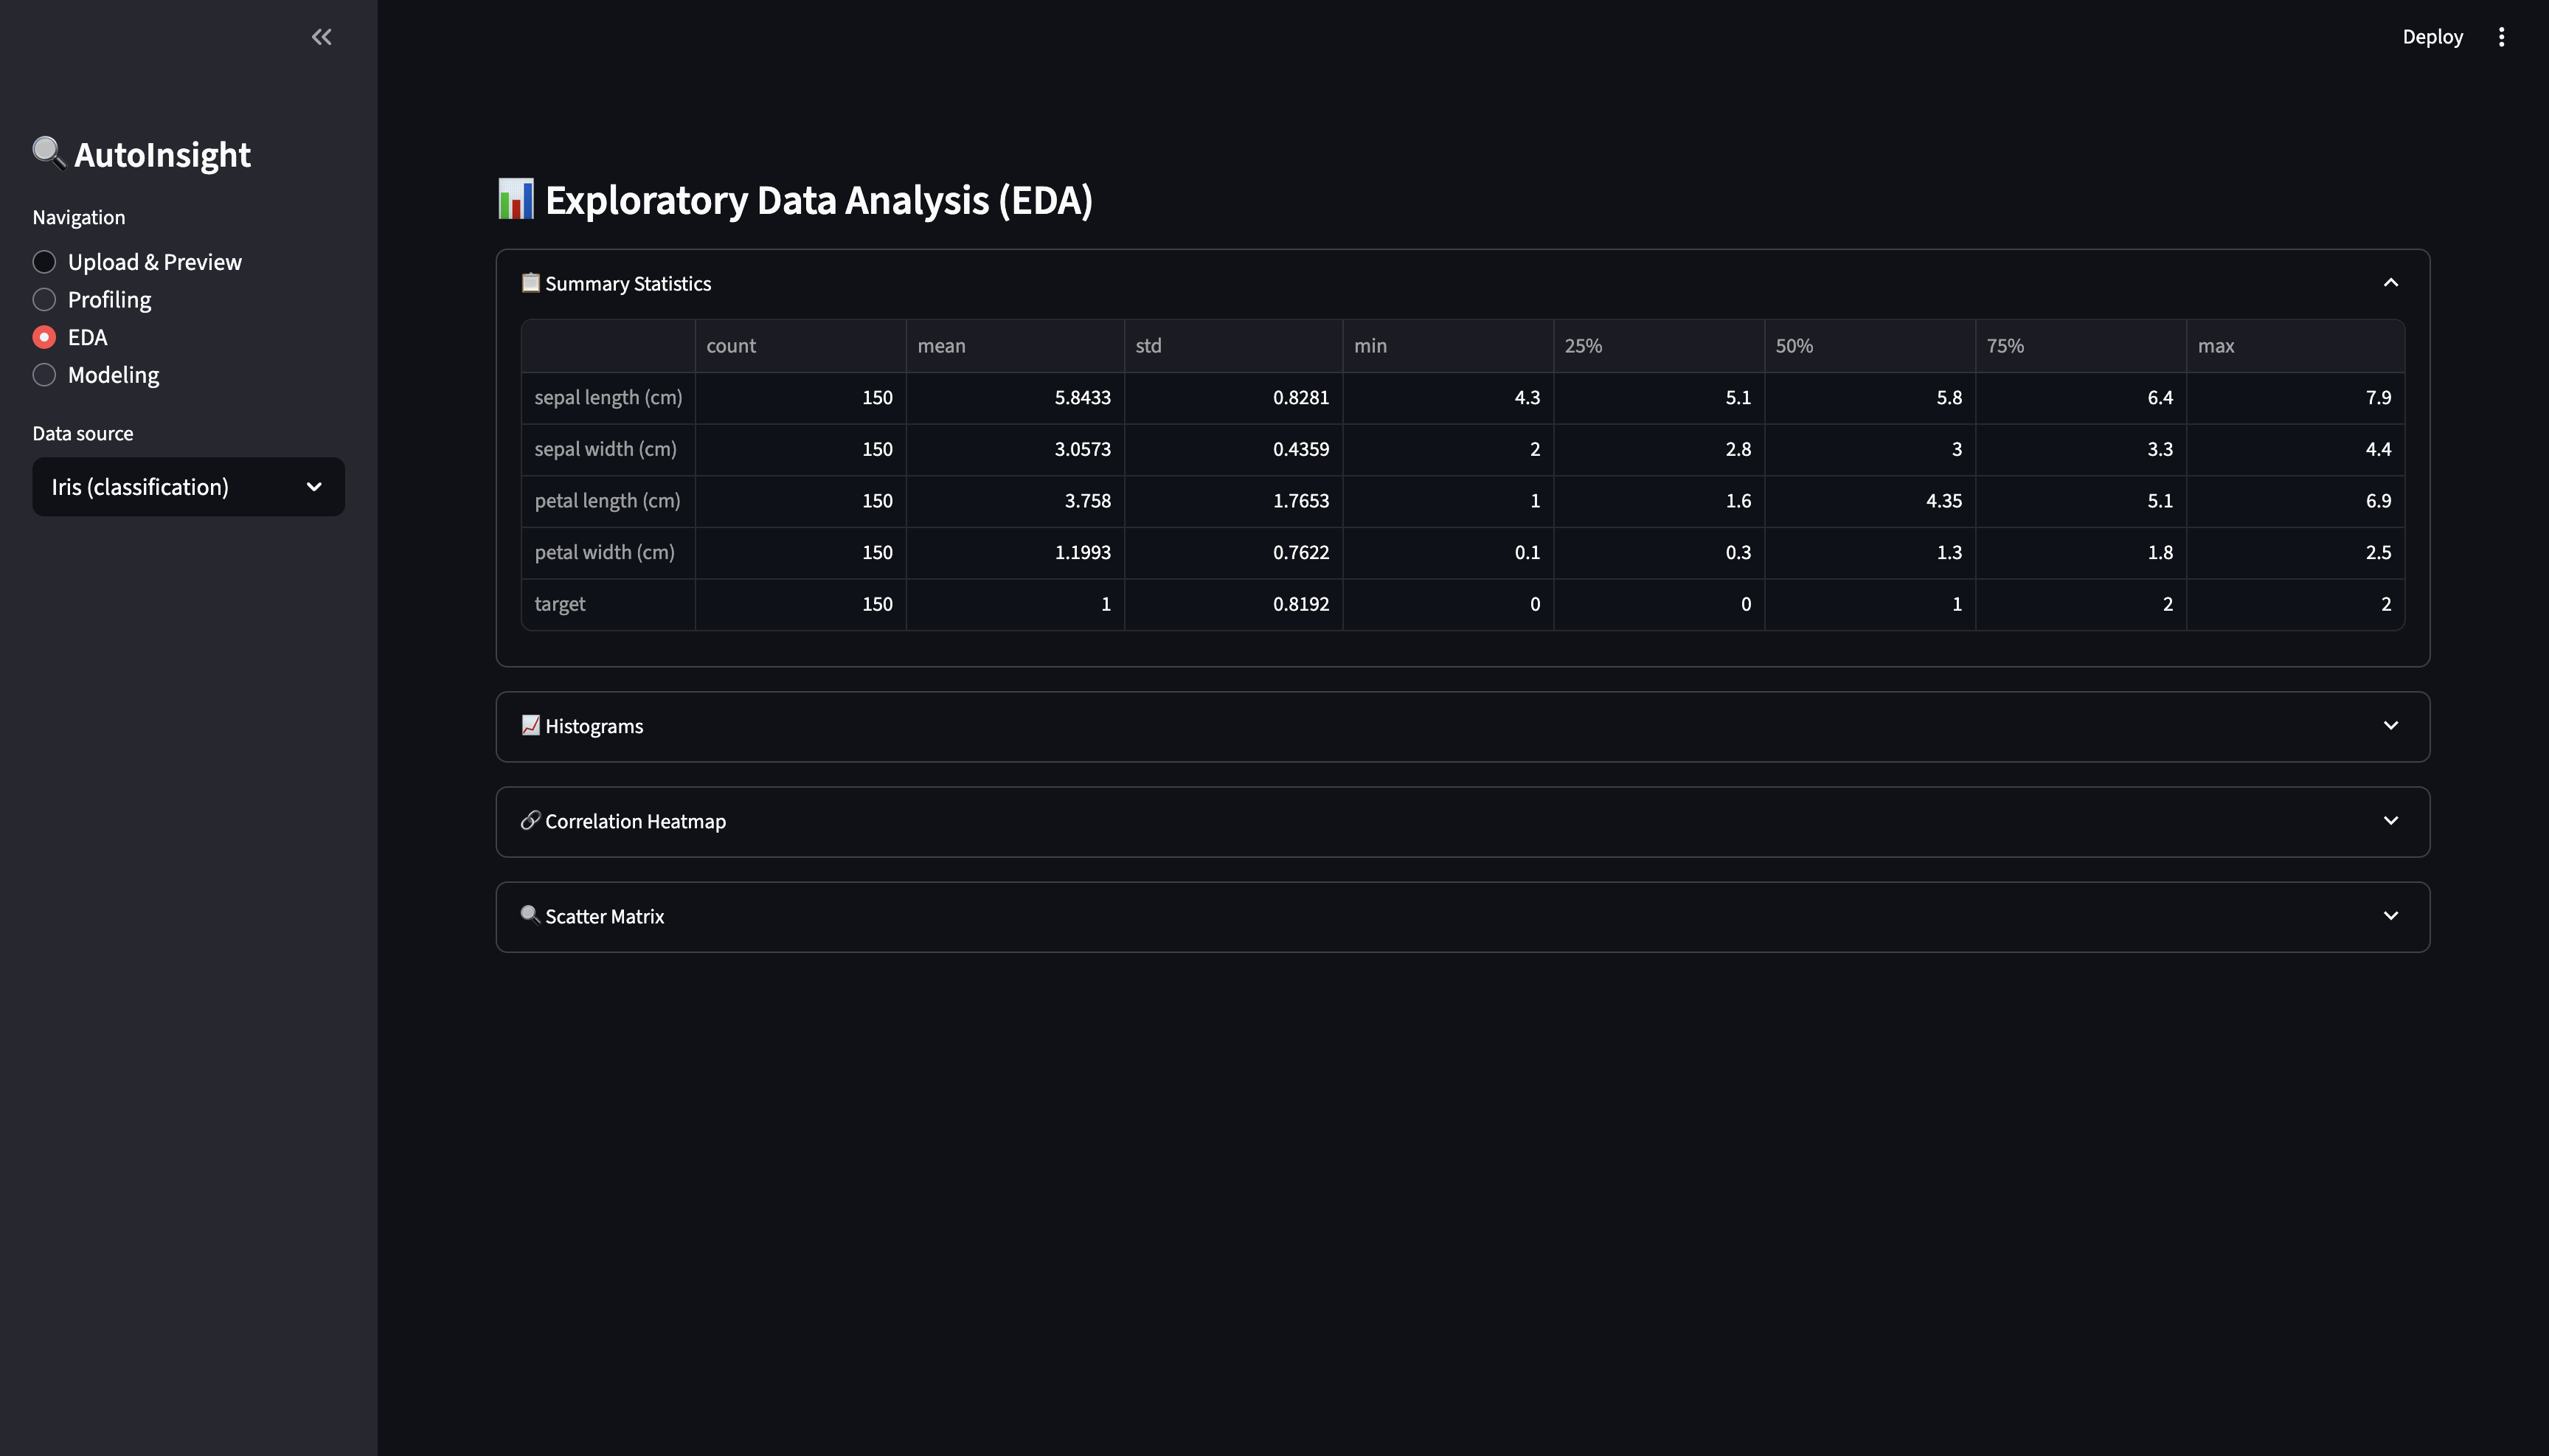 Deploy
AutoInsight
Navigation
Upload & Preview
Profiling
EDA
Modeling
Data source
Iris (classification)
Exploratory Data Analysis (EDA)
Summary Statistics
count mean std min 25% 50% 75% max
sepal length (cm) 150 5.8433 0.8281 4.3 5.1 5.8 6.4 7.9
sepal width (cm) 150 3.0573 0.4359 2 2.8 3 3.3 4.4
petal length (cm) 150 3.758 1.7653 1 1.6 4.35 5.1 6.9
petal width (cm) 150 1.1993 0.7622 0.1 0.3 1.3 1.8 2.5
target 150 1 0.8192 0 0 1 2 2
Histograms
Correlation Heatmap
Scatter Matrix